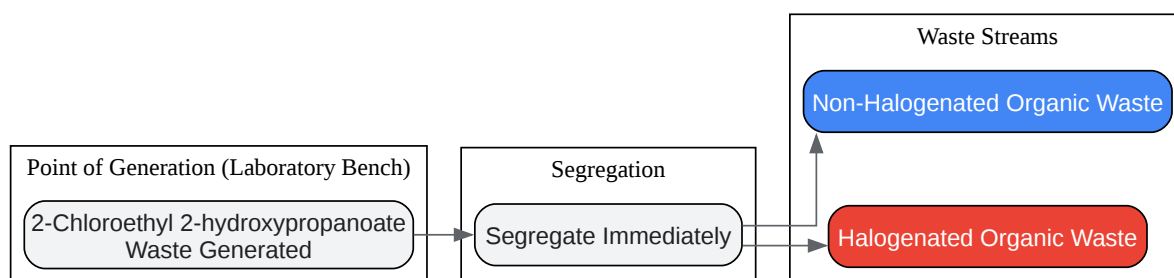 Waste Streams
Non-Halogenated Organic Waste
Point of Generation (Laboratory Bench)
2-Chloroethyl 2-hydroxypropanoate
Waste Generated
Segregation
Segregate Immediately
Halogenated Organic Waste